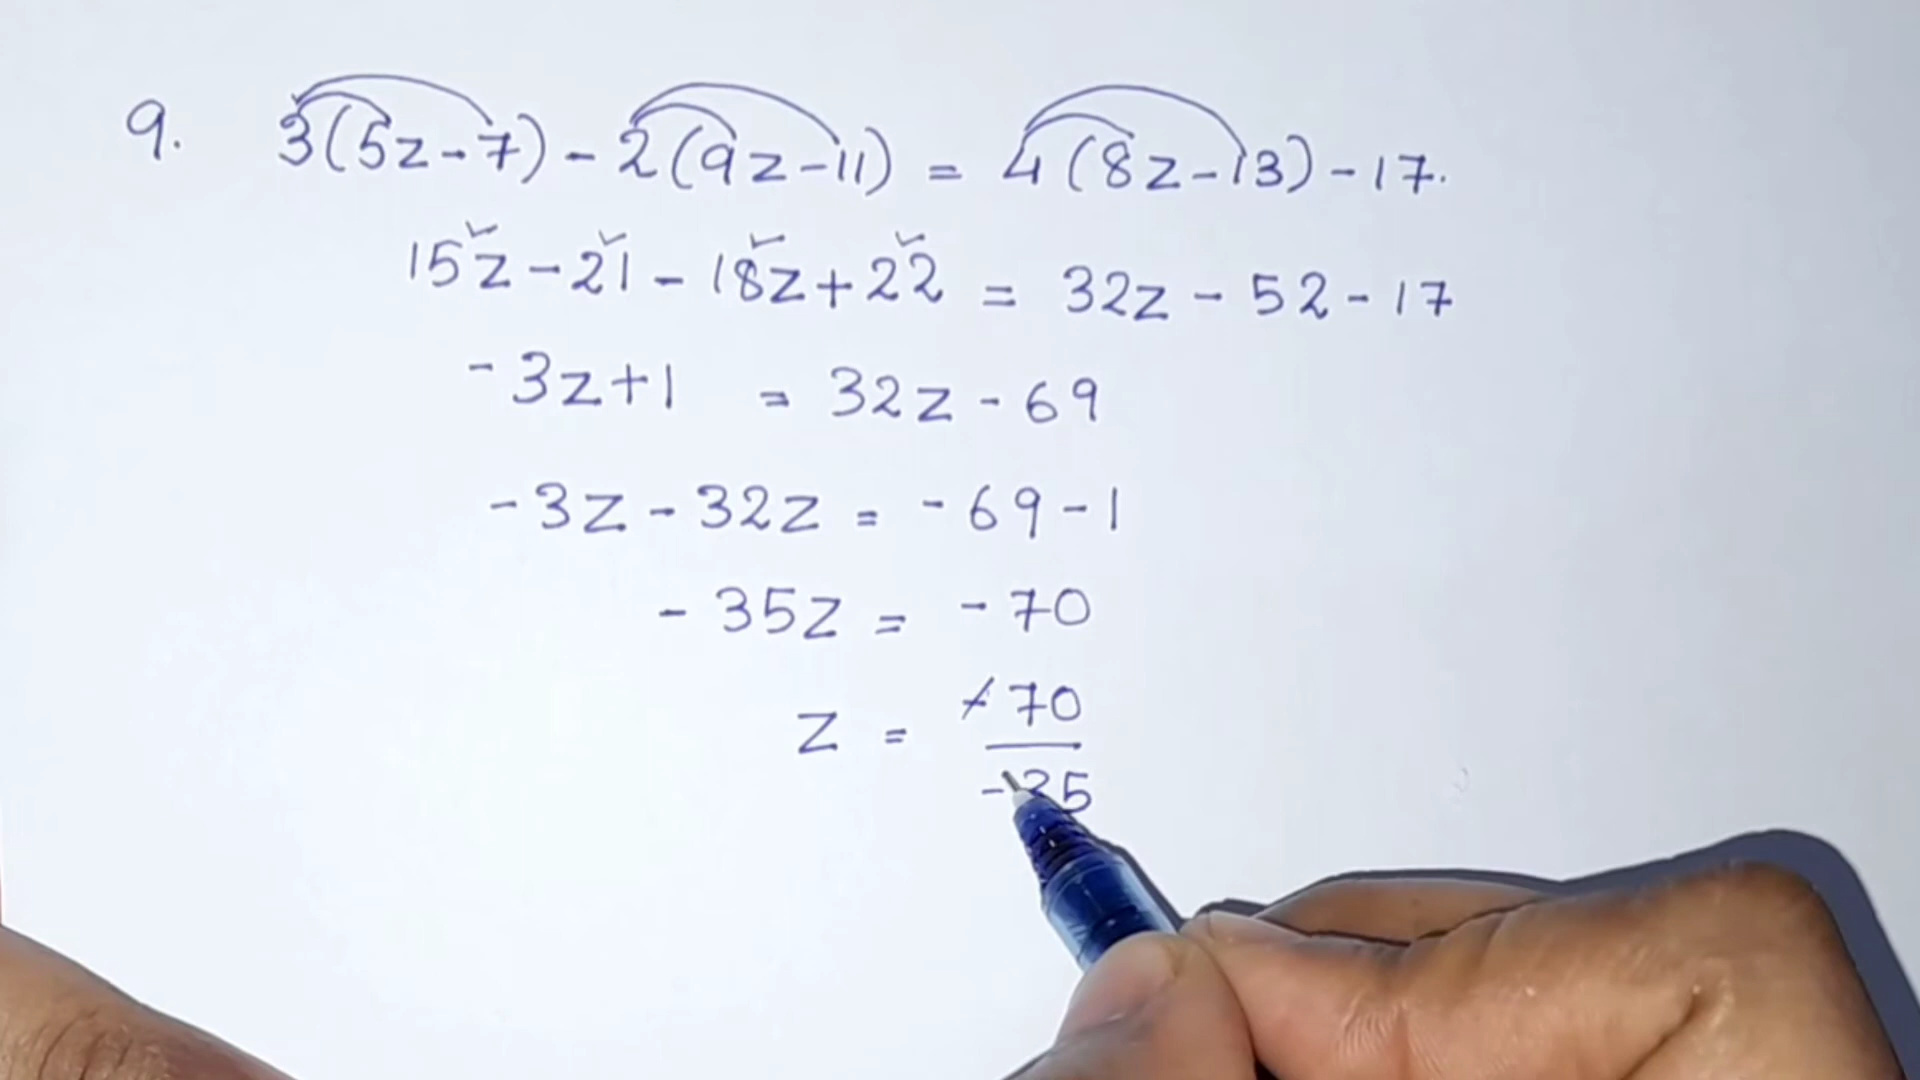 9. 3(5z-7)-2(9z-11) = 4(8z-13)-17.
15z-21-18z+22 = 32z-52-17
-3z+1 = 32z-69
-3z-32z = -69-1
-35z = -70
z = -70
-35